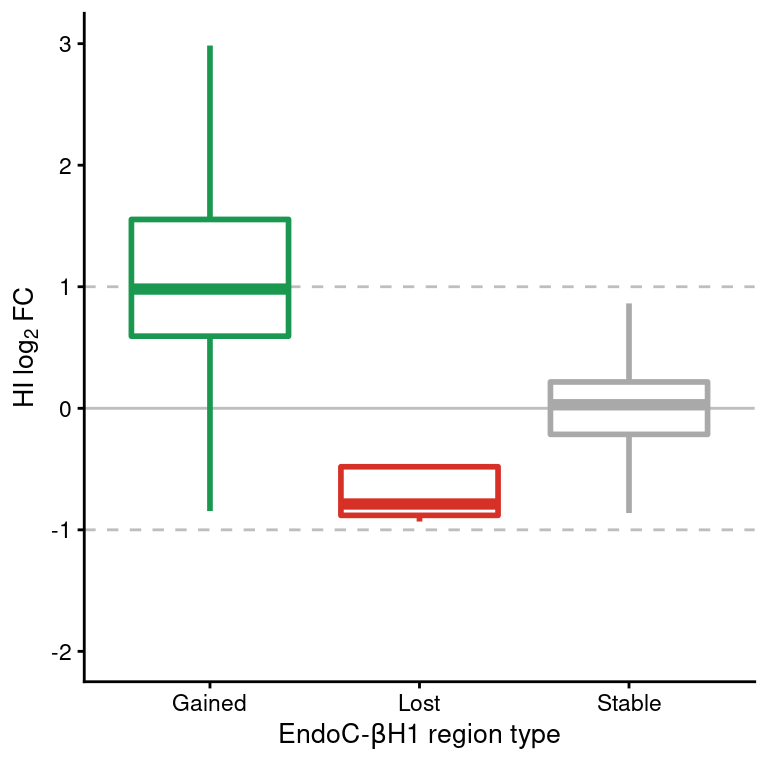 3
2
1
0
-1
-2
HI log₂ FC
Gained Lost Stable
EndoC-βH1 region type